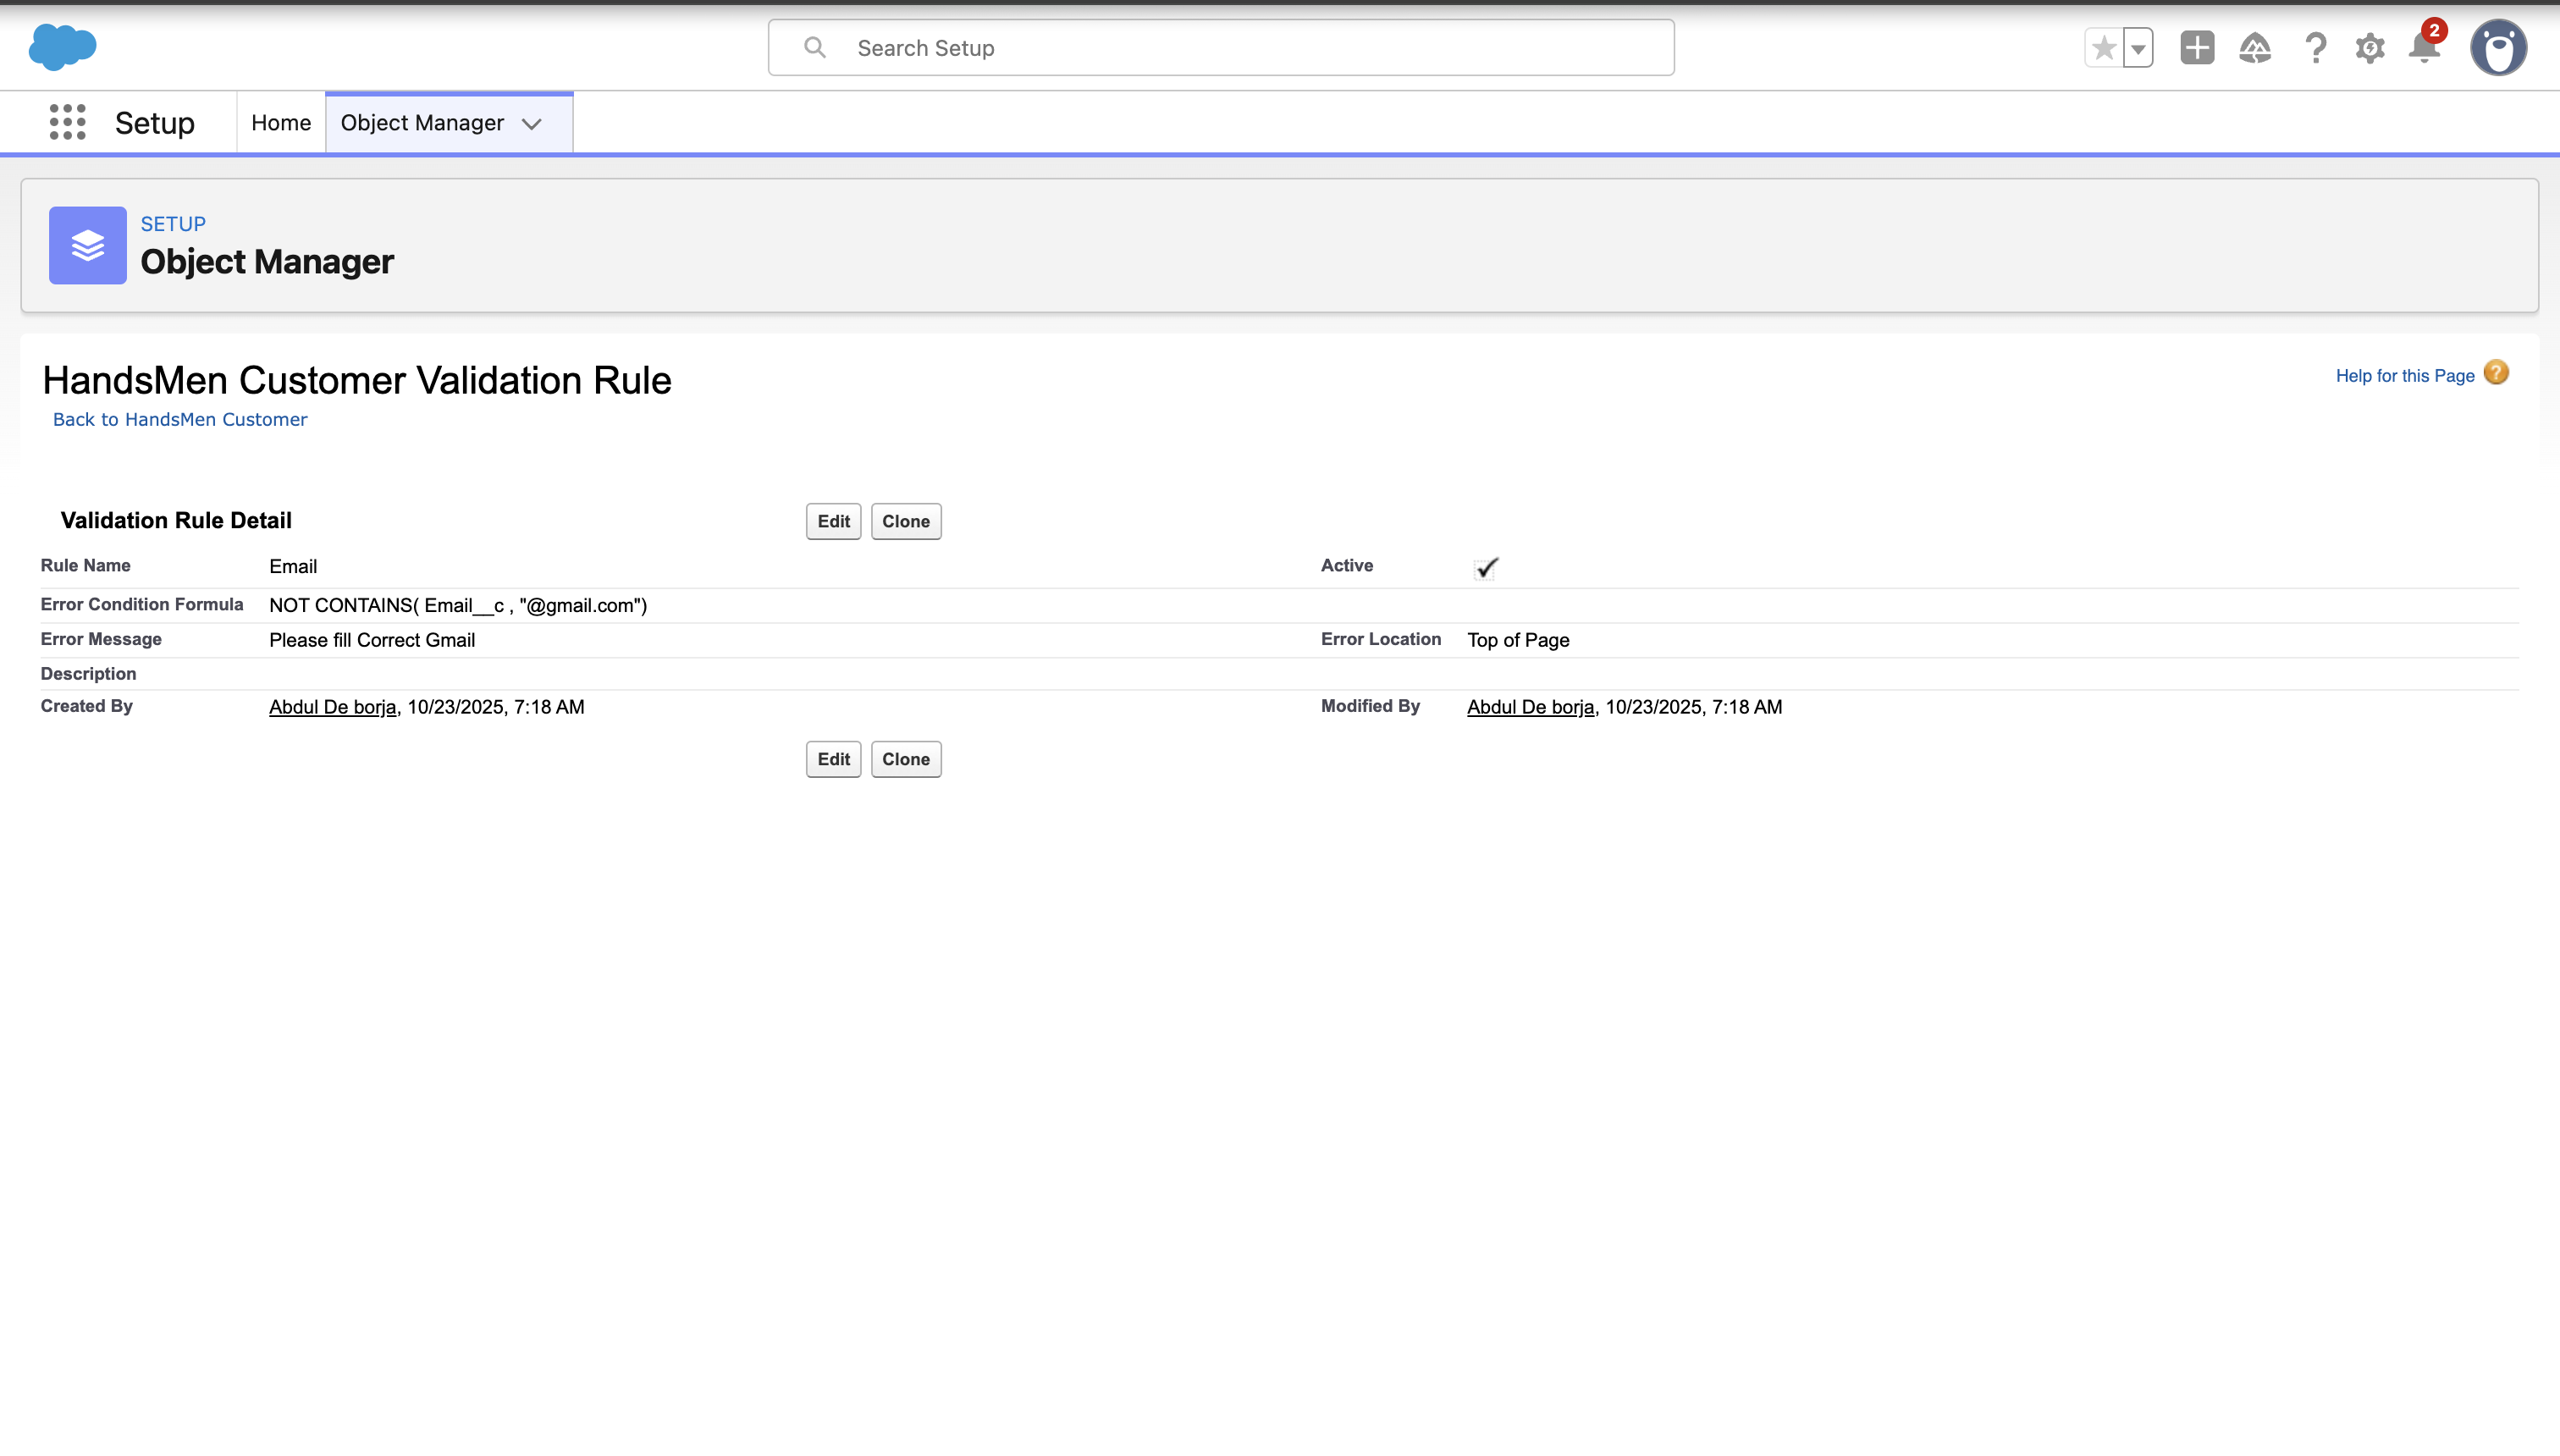 Search Setup
2
Setup
Home
Object Manager
SETUP
Object Manager
HandsMen Customer Validation Rule
Help for this Page
Back to HandsMen Customer
Validation Rule Detail
Edit
Clone
Rule Name
Email
Active
Error Condition Formula
NOT CONTAINS( Email__c , "@gmail.com")
Error Message
Please fill Correct Gmail
Error Location
Top of Page
Description
Created By
Abdul De borja, 10/23/2025, 7:18 AM
Modified By
Abdul De borja, 10/23/2025, 7:18 AM
Edit
Clone